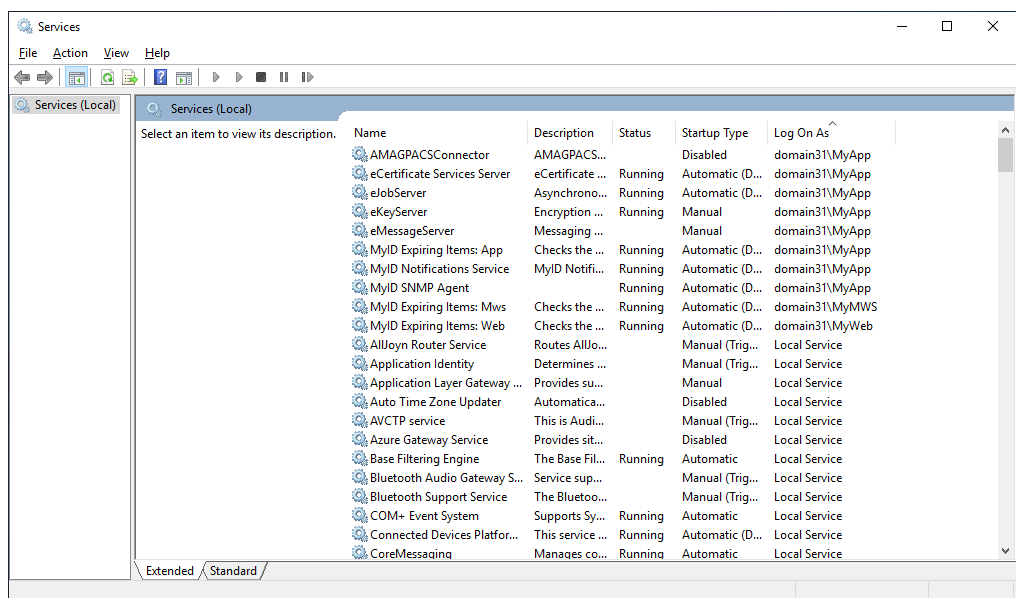 Services
File Action View Help
Services (Local)
Services (Local)
Select an item to view its description.
Name Description Status Startup Type Log On As
AMAGPACSConnector AMAGPACS... Disabled domain31\MyApp
eCertificate Services Server eCertificate ... Running Automatic (D... domain31\MyApp
eJobServer Asynchrono... Running Automatic (D... domain31\MyApp
eKeyServer Encryption ... Running Manual domain31\MyApp
eMessageServer Messaging ... Manual domain31\MyApp
MyID Expiring Items: App Checks the ... Running Automatic (D... domain31\MyApp
MyID Notifications Service MyID Notifi... Running Automatic (D... domain31\MyApp
MyID SNMP Agent Running Automatic (D... domain31\MyApp
MyID Expiring Items: Mws Checks the ... Running Automatic (D... domain31\MyMWS
MyID Expiring Items: Web Checks the ... Running Automatic (D... domain31\MyWeb
AllJoyn Router Service Routes AllJo... Manual (Trig... Local Service
Application Identity Determines ... Manual (Trig... Local Service
Application Layer Gateway ... Provides su... Manual Local Service
Auto Time Zone Updater Automatica... Disabled Local Service
AVCTP service This is Audi... Manual (Trig... Local Service
Azure Gateway Service Provides sit... Disabled Local Service
Base Filtering Engine The Base Fil... Running Automatic Local Service
Bluetooth Audio Gateway S... Service sup... Manual (Trig... Local Service
Bluetooth Support Service The Bluetoo... Manual (Trig... Local Service
COM+ Event System Supports Sy... Running Automatic Local Service
Connected Devices Platfor... This service ... Running Automatic (D... Local Service
CoreMessaging Manages co... Running Automatic Local Service
Extended Standard